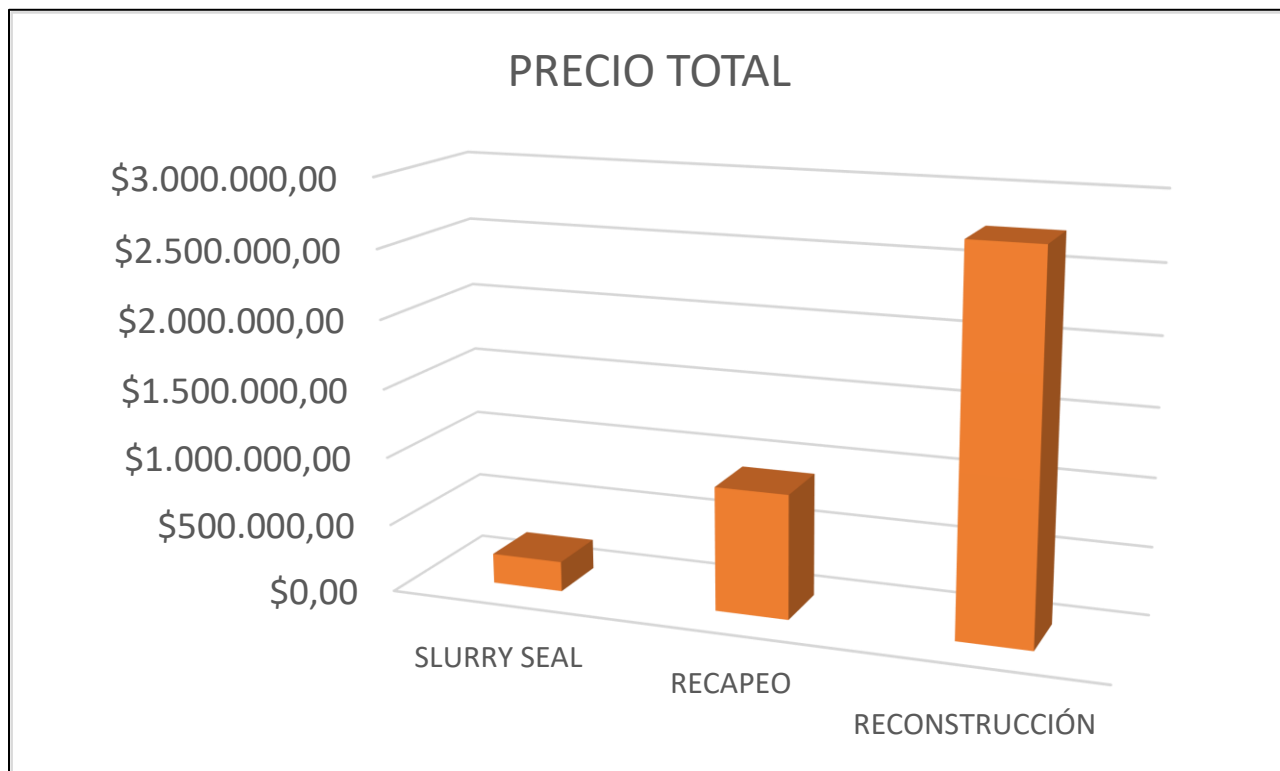 PRECIO TOTAL
$3.000.000,00
$2.500.000,00
$2.000.000,00
$1.500.000,00
$1.000.000,00
$500.000,00
$0,00
SLURRY SEAL
RECAPEO
RECONSTRUCCIÓN